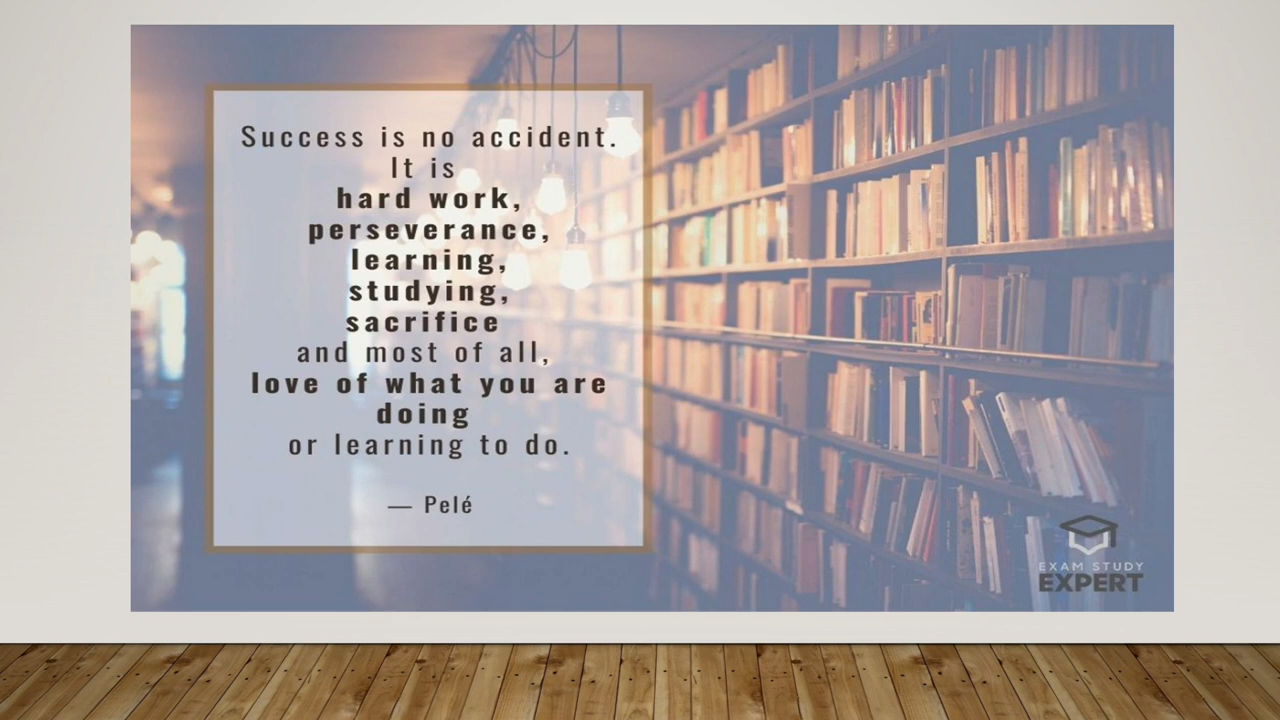 Success is no accident.
It is
hard work,
perseverance,
learning,
studying,
sacrifice
and most of all,
love of what you are
doing
or learning to do.
— Pelé
EXAM STUDY
EXPERT